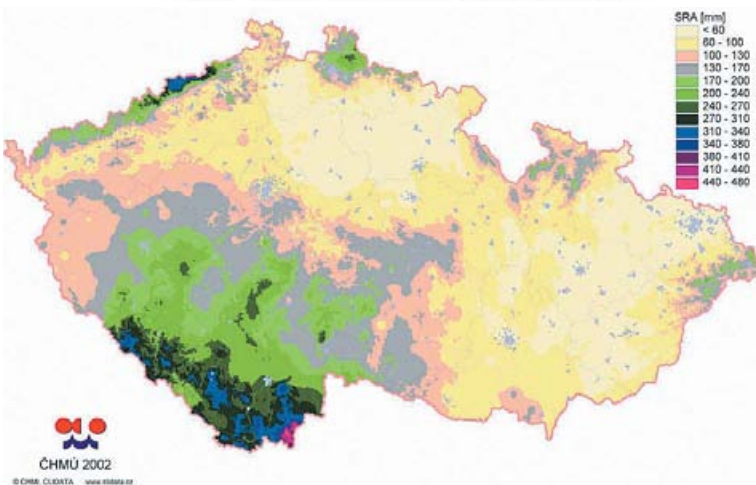 SRA [mm]
< 60
60 - 100
100 - 130
130 - 170
170 - 200
200 - 240
240 - 270
270 - 310
310 - 340
340 - 380
380 - 410
410 - 440
440 - 480
ČHMÚ 2002
© CHMI, CLIDATA